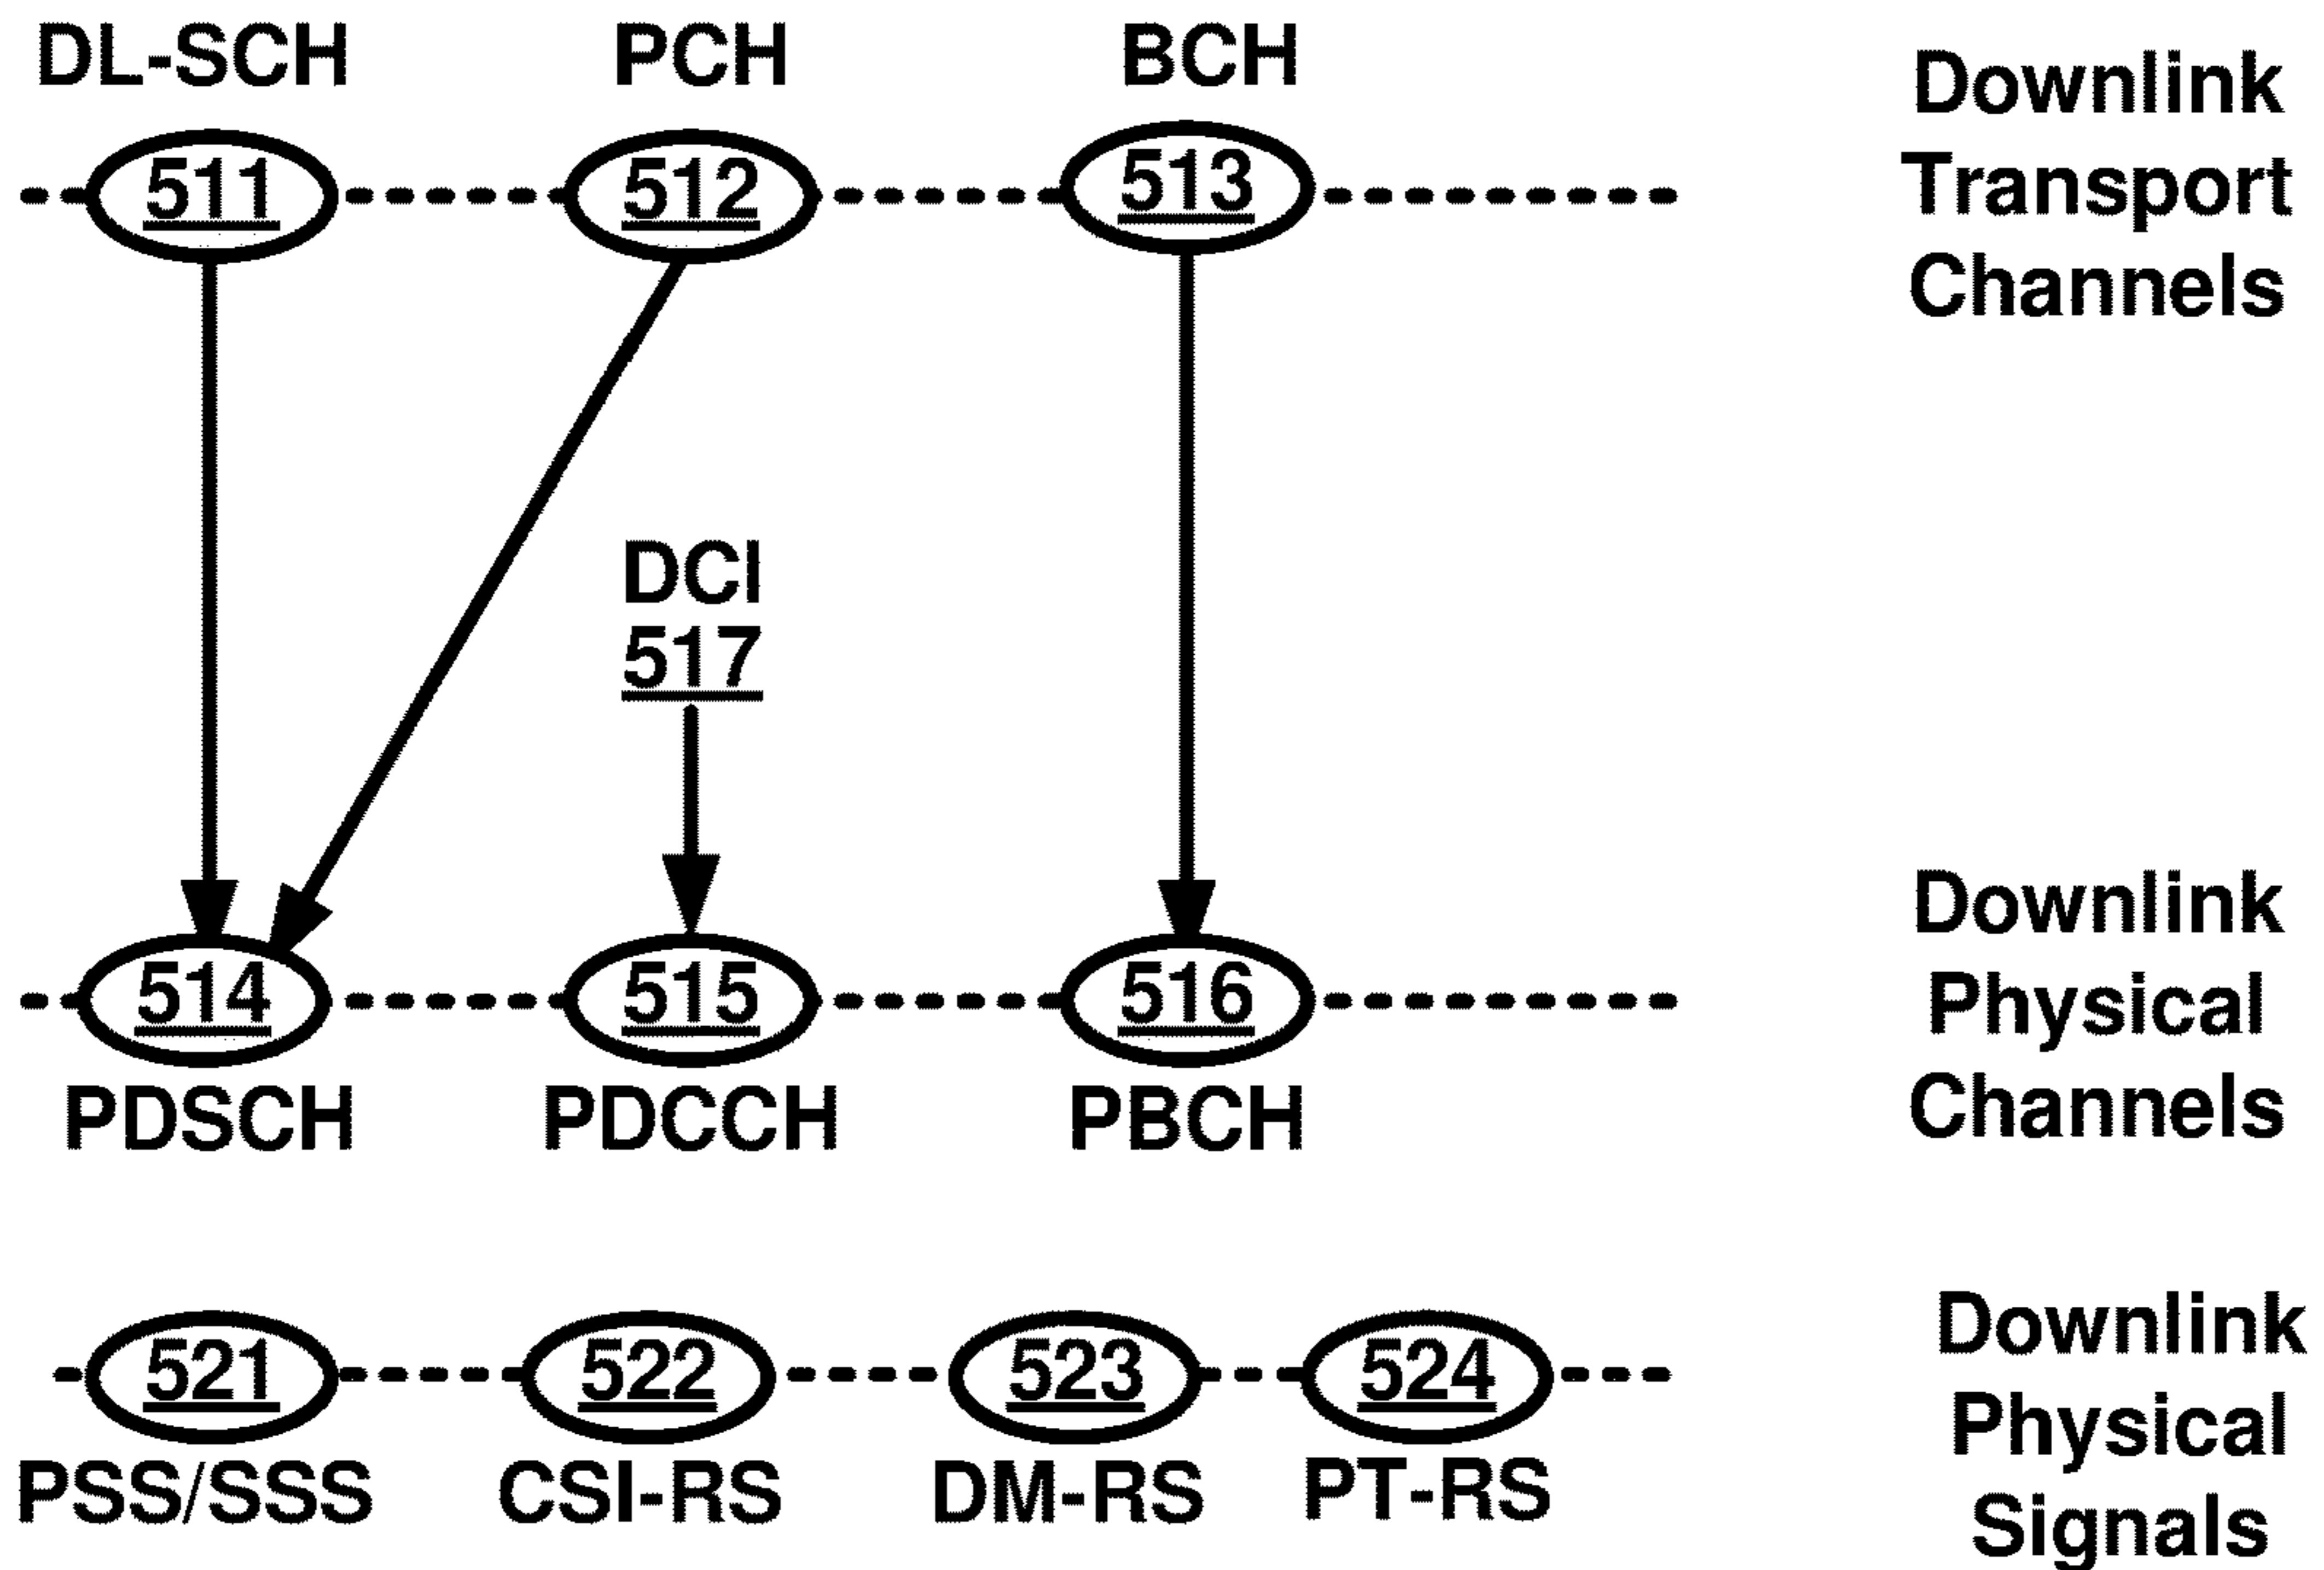 DL-SCH
PCH
BCH
Downlink
Transport
Channels
511
512
513
DCI
517
Downlink
Physical
Channels
514
515
516
PDSCH
PDCCH
PBCH
Downlink
Physical
Signals
521
522
523
524
PSS/SSS
CSI-RS
DM-RS
PT-RS